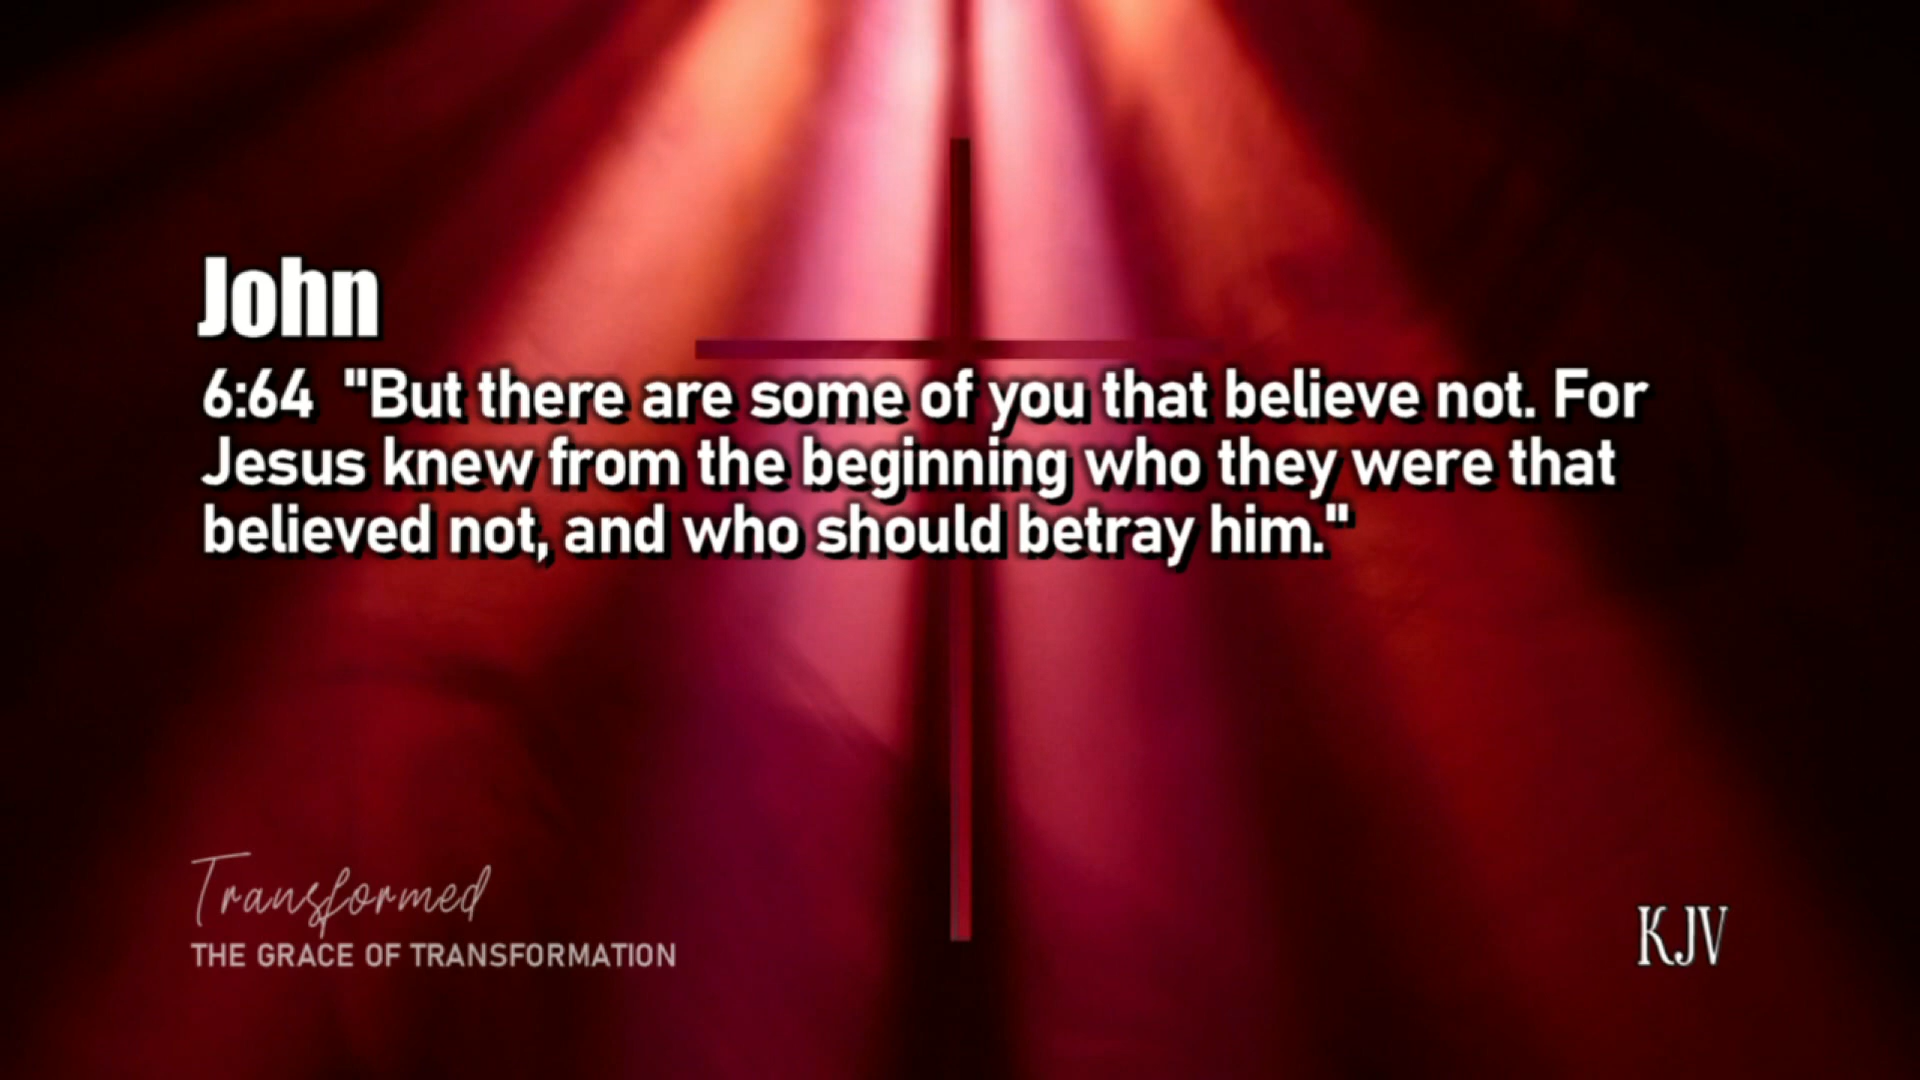 John
6:64 "But there are some of you that believe not. For
Jesus knew from the beginning who they were that
believed not, and who should betray him."
Transformed
THE GRACE OF TRANSFORMATION
KJV